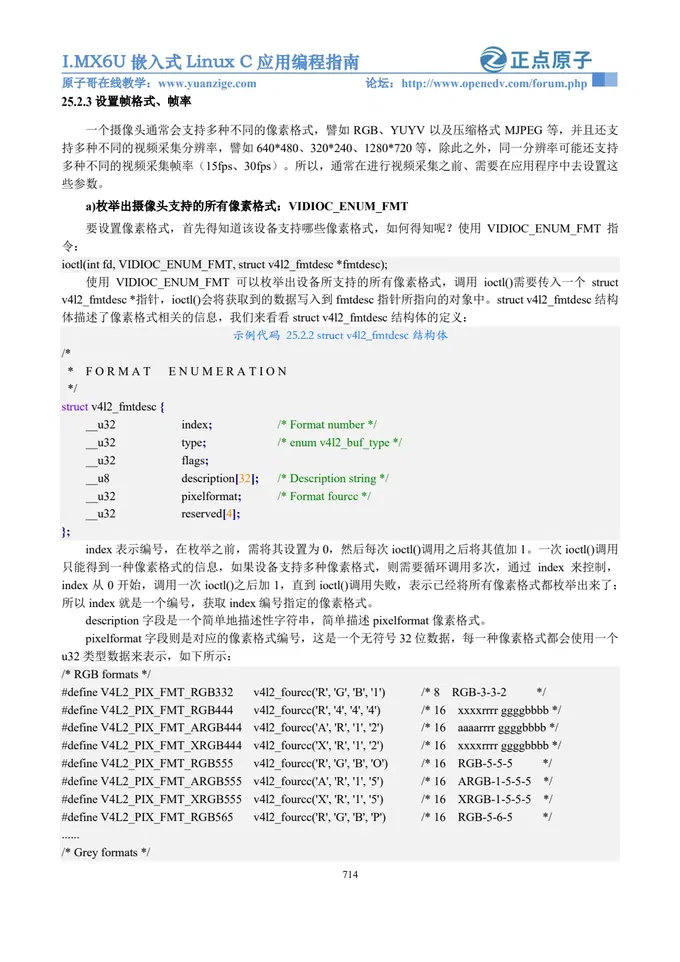 I.MX6U 嵌入式 Linux C 应用编程指南
正点原子
原子哥在线教学：www.yuanzige.com 论坛：http://www.openedv.com/forum.php
25.2.3 设置帧格式、帧率
一个摄像头通常会支持多种不同的像素格式，譬如 RGB、YUYV 以及压缩格式 MJPEG 等，并且还支
持多种不同的视频采集分辨率，譬如 640*480、320*240、1280*720 等，除此之外，同一分辨率可能还支持
多种不同的视频采集帧率（15fps、30fps）。所以，通常在进行视频采集之前、需要在应用程序中去设置这
些参数。
a)枚举出摄像头支持的所有像素格式：VIDIOC_ENUM_FMT
要设置像素格式，首先得知道该设备支持哪些像素格式，如何得知呢？使用 VIDIOC_ENUM_FMT 指
令：
ioctl(int fd, VIDIOC_ENUM_FMT, struct v4l2_fmtdesc *fmtdesc);
使用 VIDIOC_ENUM_FMT 可以枚举出设备所支持的所有像素格式，调用 ioctl()需要传入一个 struct
v4l2_fmtdesc *指针，ioctl()会将获取到的数据写入到 fmtdesc 指针所指向的对象中。struct v4l2_fmtdesc 结构
体描述了像素格式相关的信息，我们来看看 struct v4l2_fmtdesc 结构体的定义：
示例代码 25.2.2 struct v4l2_fmtdesc 结构体
/*
* F O R M A T E N U M E R A T I O N
*/
struct v4l2_fmtdesc {
__u32 index; /* Format number */
__u32 type; /* enum v4l2_buf_type */
__u32 flags;
__u8 description[32]; /* Description string */
__u32 pixelformat; /* Format fourcc */
__u32 reserved[4];
};
index 表示编号，在枚举之前，需将其设置为 0，然后每次 ioctl()调用之后将其值加 1。一次 ioctl()调用
只能得到一种像素格式的信息，如果设备支持多种像素格式，则需要循环调用多次，通过 index 来控制，
index 从 0 开始，调用一次 ioctl()之后加 1，直到 ioctl()调用失败，表示已经将所有像素格式都枚举出来了；
所以 index 就是一个编号，获取 index 编号指定的像素格式。
description 字段是一个简单地描述性字符串，简单描述 pixelformat 像素格式。
pixelformat 字段则是对应的像素格式编号，这是一个无符号 32 位数据，每一种像素格式都会使用一个
u32 类型数据来表示，如下所示：
/* RGB formats */
#define V4L2_PIX_FMT_RGB332 v4l2_fourcc('R', 'G', 'B', '1') /* 8 RGB-3-3-2 */
#define V4L2_PIX_FMT_RGB444 v4l2_fourcc('R', '4', '4', '4') /* 16 xxxxrrrr ggggbbbb */
#define V4L2_PIX_FMT_ARGB444 v4l2_fourcc('A', 'R', '1', '2') /* 16 aaaarrrr ggggbbbb */
#define V4L2_PIX_FMT_XRGB444 v4l2_fourcc('X', 'R', '1', '2') /* 16 xxxxrrrr ggggbbbb */
#define V4L2_PIX_FMT_RGB555 v4l2_fourcc('R', 'G', 'B', 'O') /* 16 RGB-5-5-5 */
#define V4L2_PIX_FMT_ARGB555 v4l2_fourcc('A', 'R', '1', '5') /* 16 ARGB-1-5-5-5 */
#define V4L2_PIX_FMT_XRGB555 v4l2_fourcc('X', 'R', '1', '5') /* 16 XRGB-1-5-5-5 */
#define V4L2_PIX_FMT_RGB565 v4l2_fourcc('R', 'G', 'B', 'P') /* 16 RGB-5-6-5 */
......
/* Grey formats */
714